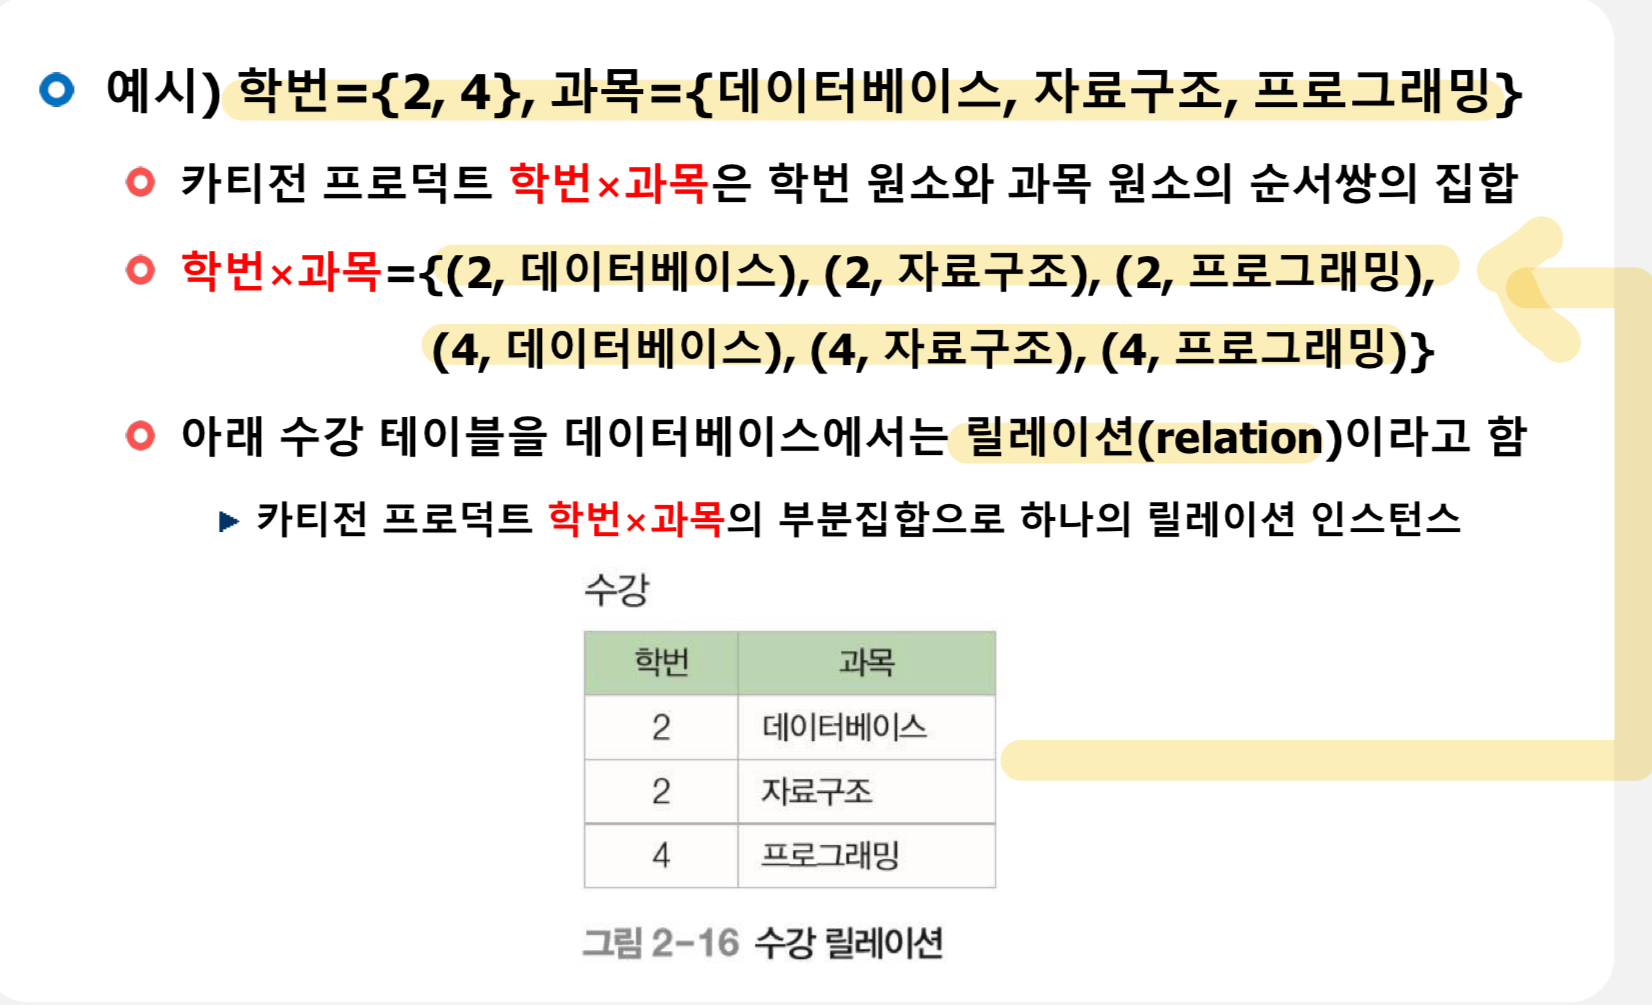 예시) 학번={2, 4}, 과목={데이터베이스, 자료구조, 프로그래밍}
카티전 프로덕트 학번×과목은 학번 원소와 과목 원소의 순서쌍의 집합
학번×과목={(2, 데이터베이스), (2, 자료구조), (2, 프로그래밍),
(4, 데이터베이스), (4, 자료구조), (4, 프로그래밍)}
아래 수강 테이블을 데이터베이스에서는 릴레이션(relation)이라고 함
카티전 프로덕트 학번×과목의 부분집합으로 하나의 릴레이션 인스턴스
수강
학번 과목
2 데이터베이스
2 자료구조
4 프로그래밍
그림 2-16 수강 릴레이션